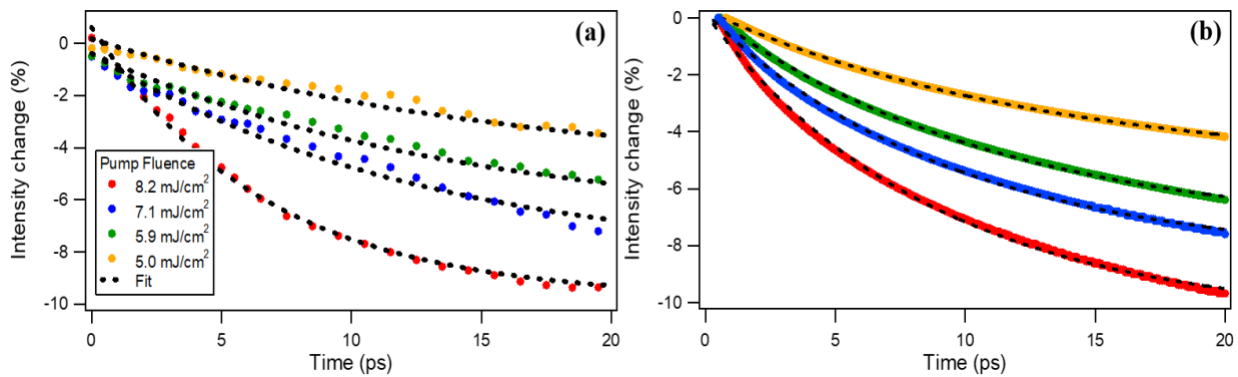 (a)
Intensity change (%)
0
-2
-4
-6
-8
-10
Pump Fluence
8.2 mJ/cm²
7.1 mJ/cm²
5.9 mJ/cm²
5.0 mJ/cm²
Fit
0 5 10 15 20
Time (ps)
(b)
Intensity change (%)
0
-2
-4
-6
-8
-10
0 5 10 15 20
Time (ps)